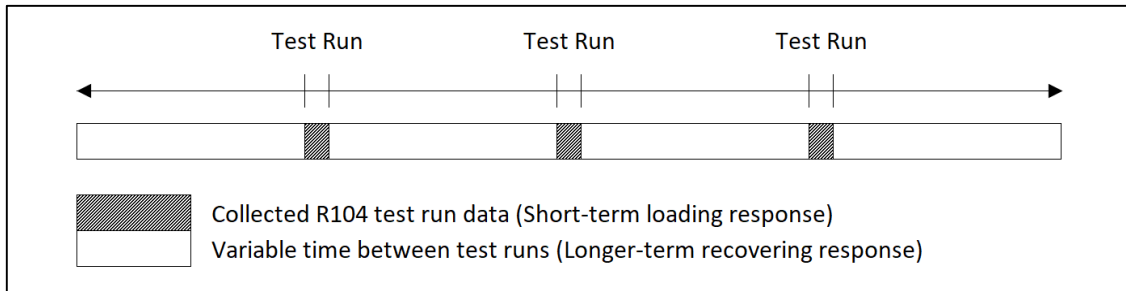 Test Run Test Run Test Run
Collected R104 test run data (Short-term loading response)
Variable time between test runs (Longer-term recovering response)